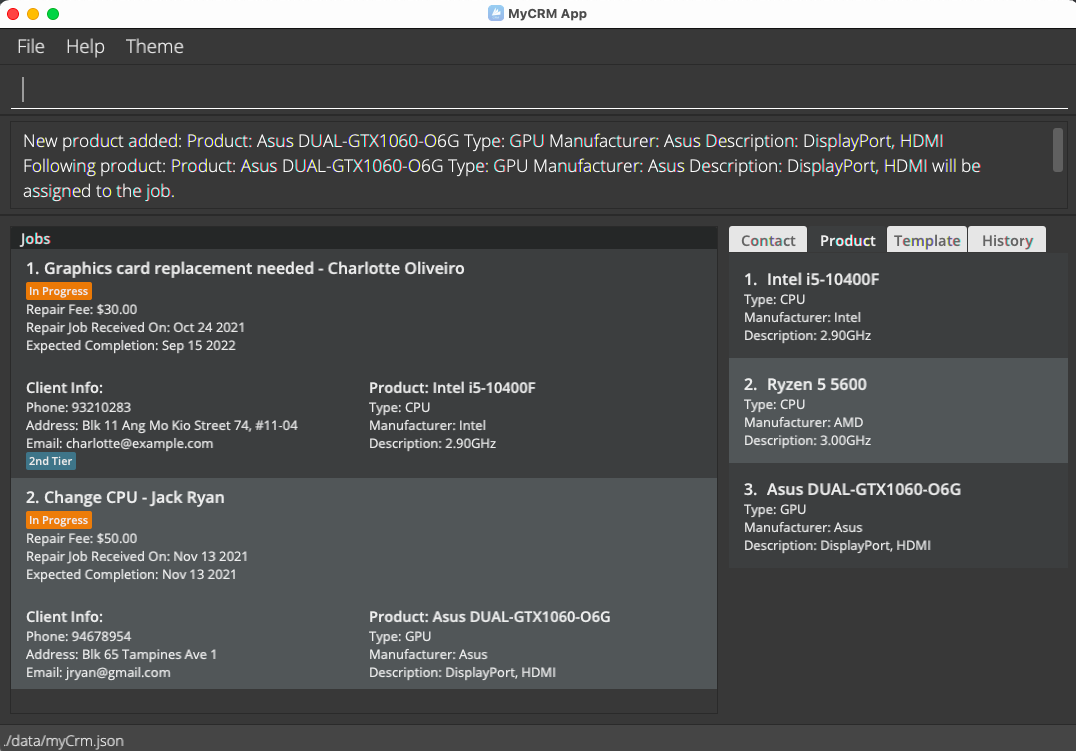 MyCRM App
File Help Theme
New product added: Product: Asus DUAL-GTX1060-O6G Type: GPU Manufacturer: Asus Description: DisplayPort, HDMI
Following product: Product: Asus DUAL-GTX1060-O6G Type: GPU Manufacturer: Asus Description: DisplayPort, HDMI will be
assigned to the job.
Jobs
1. Graphics card replacement needed - Charlotte Oliveiro
In Progress
Repair Fee: $30.00
Repair Job Received On: Oct 24 2021
Expected Completion: Sep 15 2022
Client Info:
Phone: 93210283
Address: Blk 11 Ang Mo Kio Street 74, #11-04
Email: charlotte@example.com
2nd Tier
Product: Intel i5-10400F
Type: CPU
Manufacturer: Intel
Description: 2.90GHz
2. Change CPU - Jack Ryan
In Progress
Repair Fee: $50.00
Repair Job Received On: Nov 13 2021
Expected Completion: Nov 13 2021
Client Info:
Phone: 94678954
Address: Blk 65 Tampines Ave 1
Email: jryan@gmail.com
Product: Asus DUAL-GTX1060-O6G
Type: GPU
Manufacturer: Asus
Description: DisplayPort, HDMI
Contact Product Template History
1. Intel i5-10400F
Type: CPU
Manufacturer: Intel
Description: 2.90GHz
2. Ryzen 5 5600
Type: CPU
Manufacturer: AMD
Description: 3.00GHz
3. Asus DUAL-GTX1060-O6G
Type: GPU
Manufacturer: Asus
Description: DisplayPort, HDMI
./data/myCrm.json